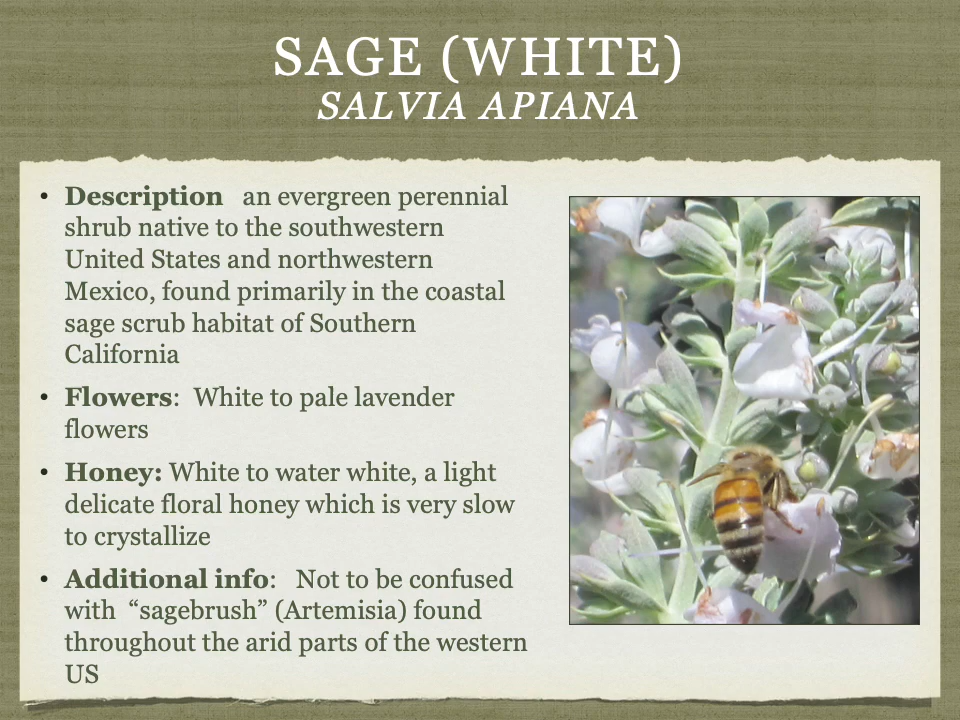 SAGE (WHITE)
SALVIA APIANA
• Description an evergreen perennial
shrub native to the southwestern
United States and northwestern
Mexico, found primarily in the coastal
sage scrub habitat of Southern
California
• Flowers: White to pale lavender
flowers
• Honey: White to water white, a light
delicate floral honey which is very slow
to crystallize
• Additional info: Not to be confused
with “sagebrush” (Artemisia) found
throughout the arid parts of the western
US